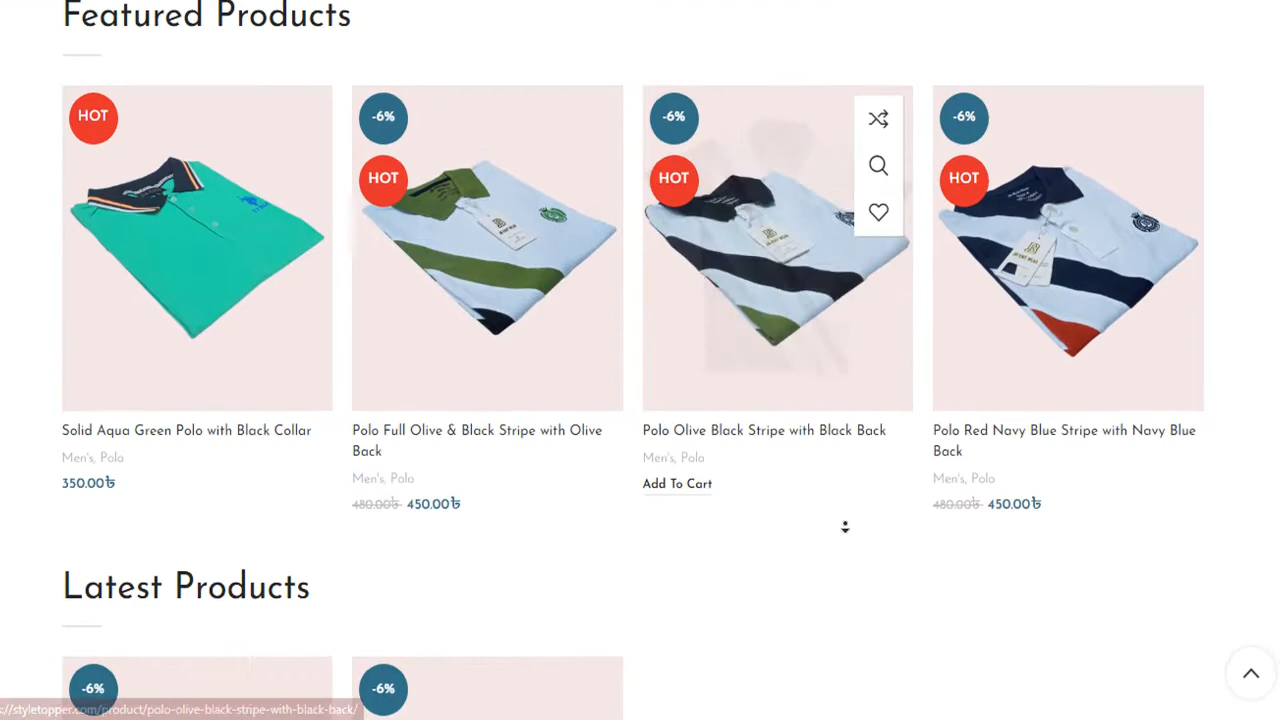 Featured Products
HOT
-6%
HOT
-6%
HOT
-6%
HOT
Solid Aqua Green Polo with Black Collar
Men's, Polo
350.00৳
Polo Full Olive & Black Stripe with Olive
Back
Men's, Polo
480.00৳ 450.00৳
Polo Olive Black Stripe with Black Back
Men's, Polo
Add To Cart
Polo Red Navy Blue Stripe with Navy Blue
Back
Men's, Polo
480.00৳ 450.00৳
Latest Products
-6%
-6%
s://styletopper.com/product/polo-olive-black-stripe-with-black-back/